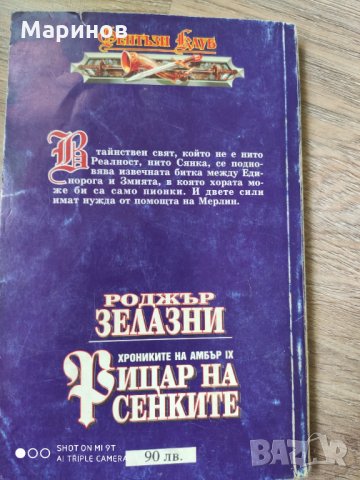 Маринов
Фентъзи Клуб
В тайнствен свят, който не е нито
Реалност, нито Сянка, се подно-
вява извечната битка между Еди-
норога и Змията, в която хората мо-
же би са само пионки. И двете сили
имат нужда от помощта на Мерлин.
РОДЖЪР
ЗЕЛАЗНИ
ХРОНИКИТЕ НА АМБЪР IX
РИЦАР НА
СЕНКИТЕ
90 лв.
SHOT ON MI 9T
AI TRIPLE CAMERA
BAZAR